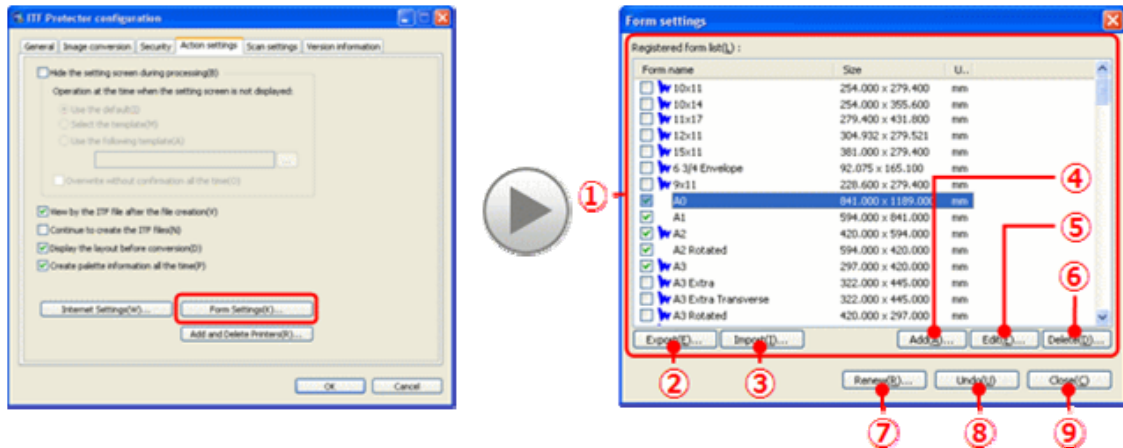 ITF Protector configuration
General Image conversion Security Action settings Scan settings Version information
Hide the setting screen during processing(B)
Operation at the time when the setting screen is not displayed:
Use the default(I)
Select the template(M)
Use the following template(A)
...
Overwrite without confirmation all the time(O)
View by the ITF file after the file creation(V)
Continue to create the ITF files(N)
Display the layout before conversion(D)
Create palette information all the time(P)
Internet Settings(W)... Form Settings(K)...
Add and Delete Printers(R)...
OK Cancel
Form settings
Registered form list(L) :
Form name Size U..
10x11 254.000 x 279.400 mm
10x14 254.000 x 355.600 mm
11x17 279.400 x 431.800 mm
12x11 304.932 x 279.521 mm
15x11 381.000 x 279.400 mm
6 3/4 Envelope 92.075 x 165.100 mm
9x11 228.600 x 279.400 mm
A0 841.000 x 1189.000 mm
A1 594.000 x 841.000 mm
A2 420.000 x 594.000 mm
A2 Rotated 594.000 x 420.000 mm
A3 297.000 x 420.000 mm
A3 Extra 322.000 x 445.000 mm
A3 Extra Transverse 322.000 x 445.000 mm
A3 Rotated 420.000 x 297.000 mm
Export(E)... Import(I)... Add(A)... Edit(E)... Delete(D)...
Renew(R)... Undo(U) Close(C)
①
②
③
④
⑤
⑥
⑦
⑧
⑨